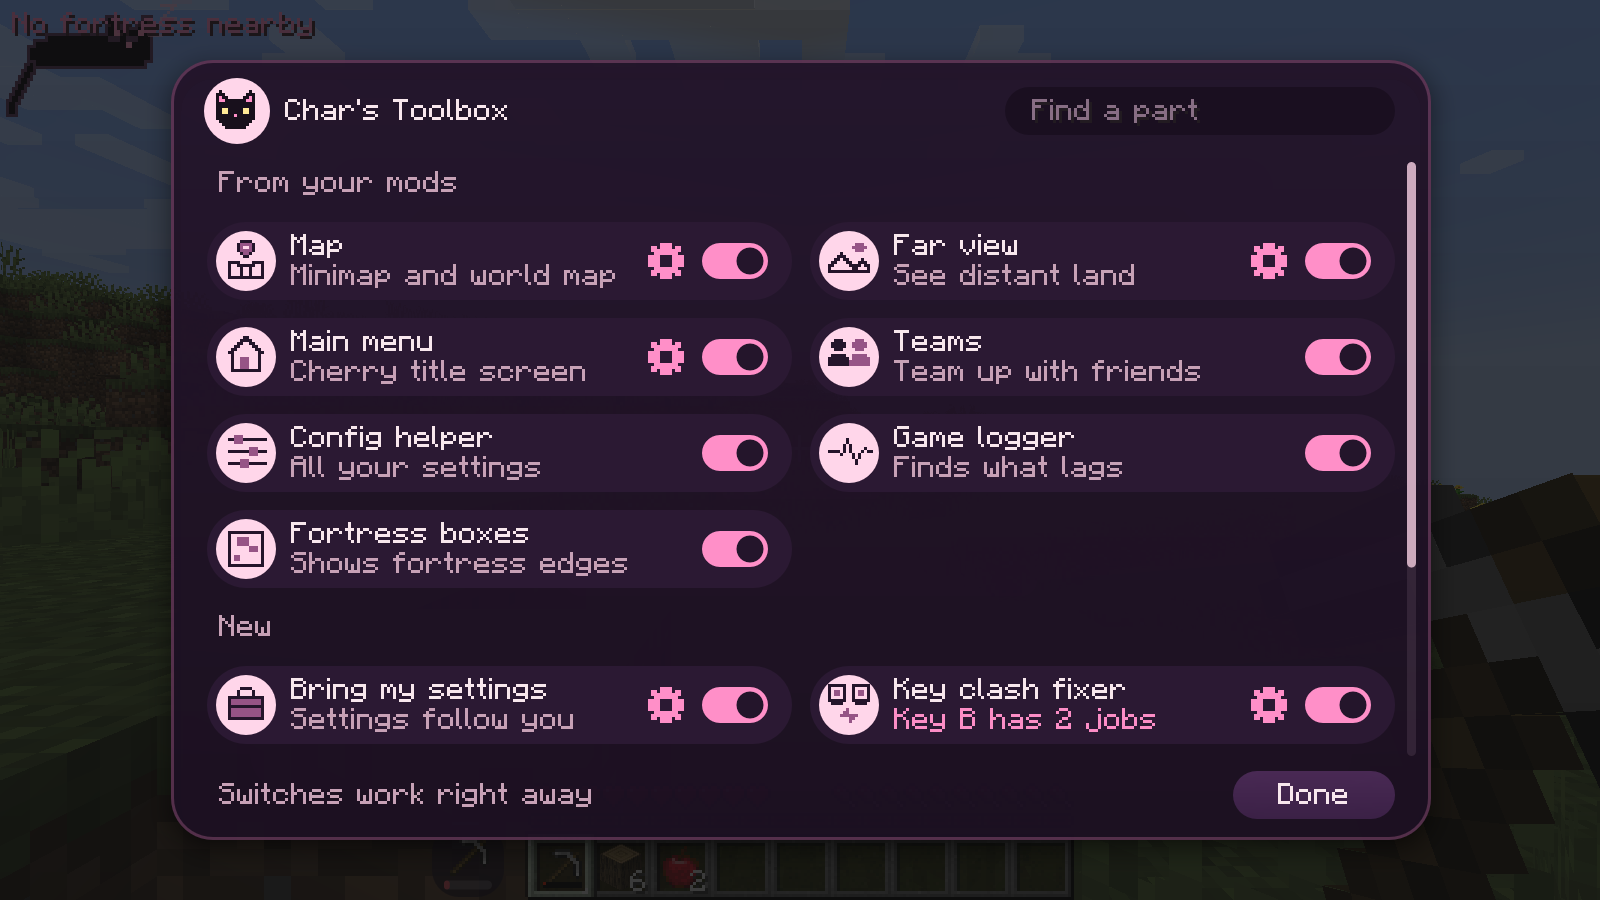 No fortress nearby
Char's Toolbox
Find a part
From your mods
Map
Minimap and world map
Far view
See distant land
Main menu
Cherry title screen
Teams
Team up with friends
Config helper
All your settings
Game logger
Finds what lags
Fortress boxes
Shows fortress edges
New
Bring my settings
Settings follow you
Key clash fixer
Key B has 2 jobs
Switches work right away
Done
6
2